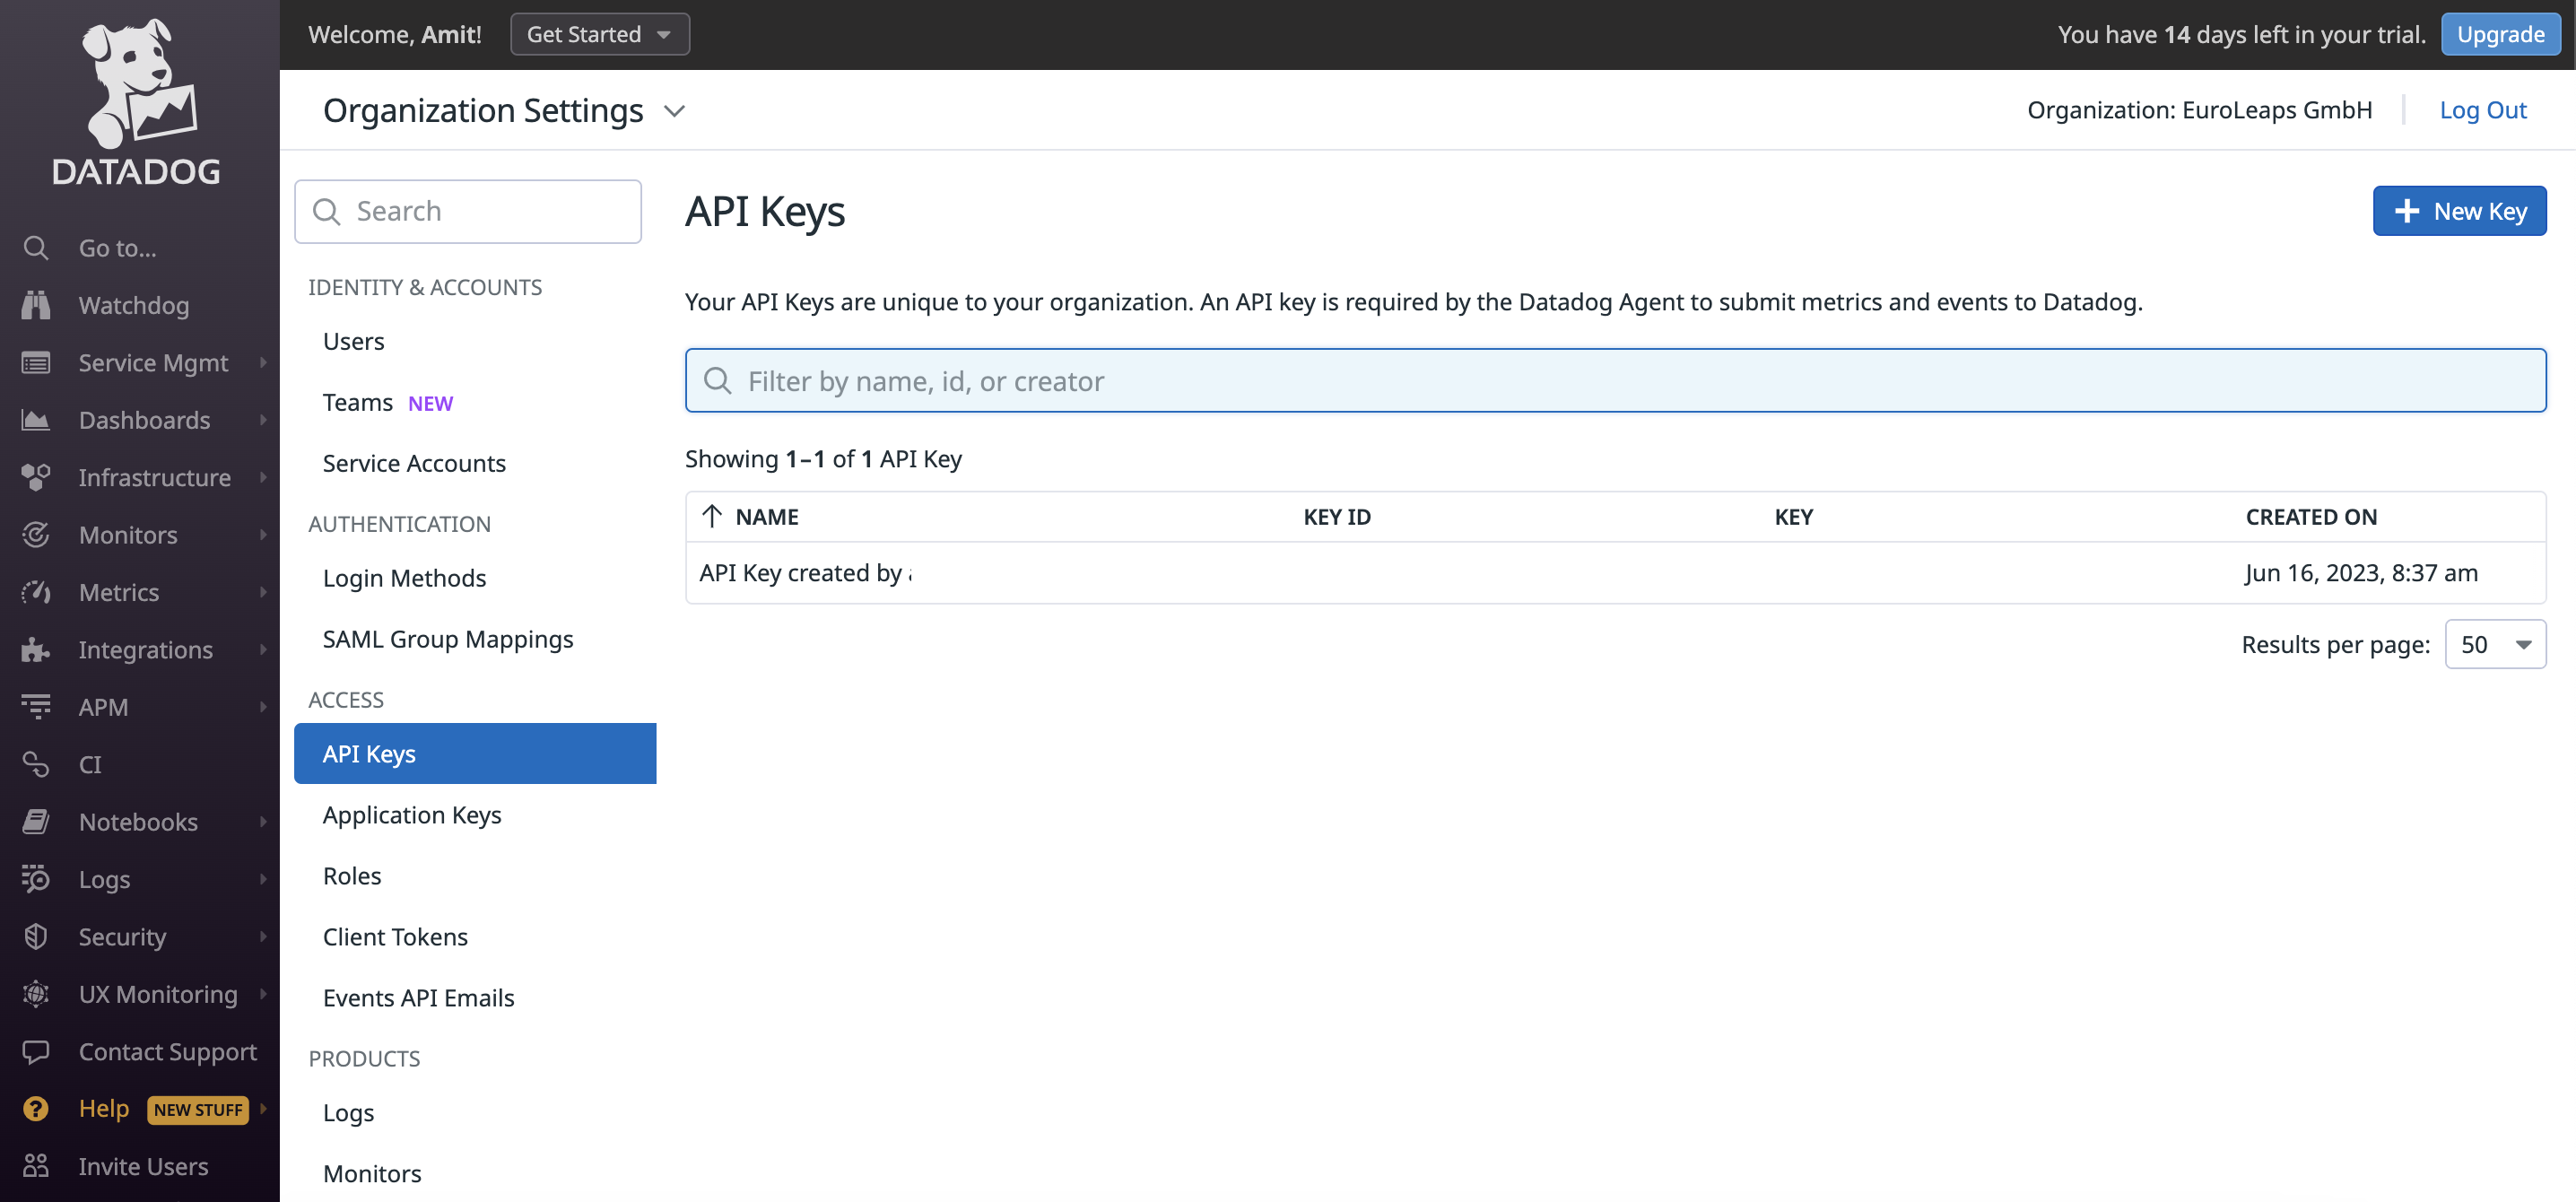 DATADOG
Go to...
Watchdog
Service Mgmt
Dashboards
Infrastructure
Monitors
Metrics
Integrations
APM
CI
Notebooks
Logs
Security
UX Monitoring
Contact Support
Help NEW STUFF
Invite Users
Welcome, Amit! Get Started
You have 14 days left in your trial. Upgrade
Organization Settings
Organization: EuroLeaps GmbH Log Out
Search
IDENTITY & ACCOUNTS
Users
Teams NEW
Service Accounts
AUTHENTICATION
Login Methods
SAML Group Mappings
ACCESS
API Keys
Application Keys
Roles
Client Tokens
Events API Emails
PRODUCTS
Logs
Monitors
API Keys
New Key
Your API Keys are unique to your organization. An API key is required by the Datadog Agent to submit metrics and events to Datadog.
Filter by name, id, or creator
Showing 1–1 of 1 API Key
NAME KEY ID KEY CREATED ON
API Key created by Jun 16, 2023, 8:37 am
Results per page: 50